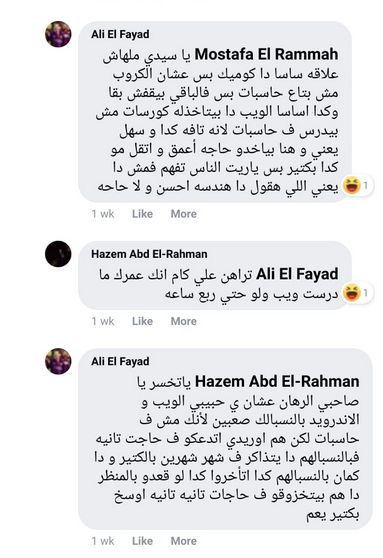 Ali El Fayad
Mostafa El Rammah يا سيدي ملهاش
علاقه ساسا دا كوميك بس عشان الكروب
مش بتاع حاسبات بس فالباقي بيقفش بقا
وكدا اساسا الويب دا بيتاخذله كورسات مش
بيدرس ف حاسبات لانه تافه كدا و سهل
يعني و هنا بياخدو حاجه أعمق و اتقل مو
كدا بكتير بس ياريت الناس تفهم فمش دا
يعني اللي هقول دا هندسه احسن و لا حاجه
1
1 wk Like More
Hazem Abd El-Rahman
Ali El Fayad تراهن علي كام انك عمرك ما
درست ويب ولو حتي ربع ساعه
1
1 wk Like More
Ali El Fayad
Hazem Abd El-Rahman ياتخسر يا
صاحبي الرهان عشان ي حبيبي الويب و
الاندرويد بالنسبالك صعبين لأنك مش ف
حاسبات لكن هم اوريدي اتدعكو ف حاجت تانيه
فبالنسبالهم دا يتذاكر ف شهر شهرين بالكتير و دا
كمان بالنسبالهم كدا اتأخروا كدا لو قعدو بالمنظر
دا هم بيتخزوقو ف حاجات تانيه تانيه اوسخ
بكتير يعم
1 wk Like More